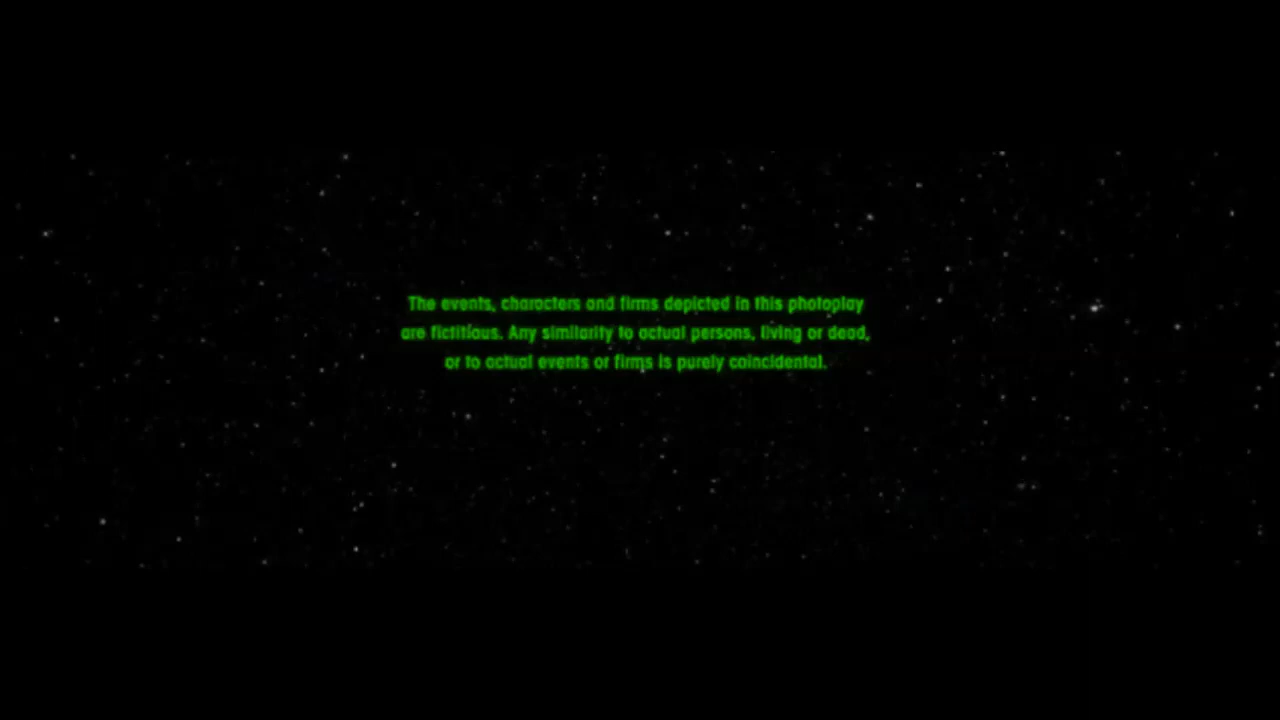 The events, characters and firms depicted in this photoplay
are fictitious. Any similarity to actual persons, living or dead,
or to actual events or firms is purely coincidental.